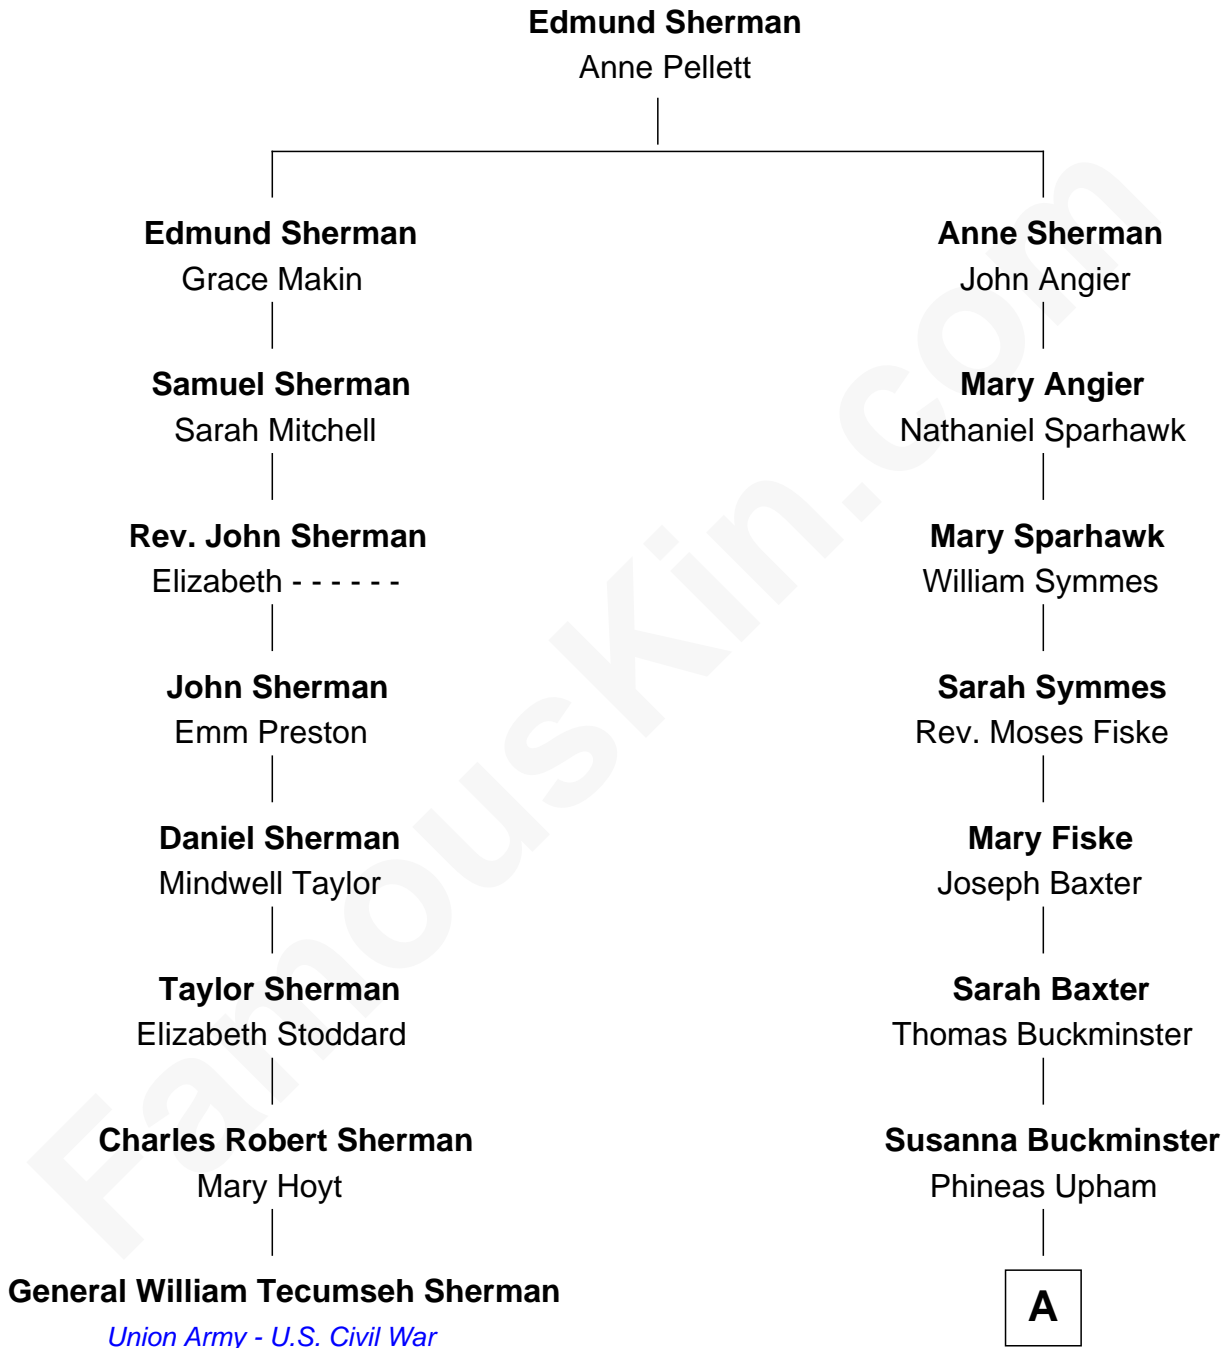 Edmund Sherman
Anne Pellett
Edmund Sherman
Grace Makin
Anne Sherman
John Angier
Samuel Sherman
Sarah Mitchell
Mary Angier
Nathaniel Sparhawk
Rev. John Sherman
Elizabeth - - - - - -
Mary Sparhawk
William Symmes
John Sherman
Emm Preston
Sarah Symmes
Rev. Moses Fiske
Daniel Sherman
Mindwell Taylor
Mary Fiske
Joseph Baxter
Taylor Sherman
Elizabeth Stoddard
Sarah Baxter
Thomas Buckminster
Charles Robert Sherman
Mary Hoyt
Susanna Buckminster
Phineas Upham
General William Tecumseh Sherman
Union Army - U.S. Civil War
A
FamousKin.com